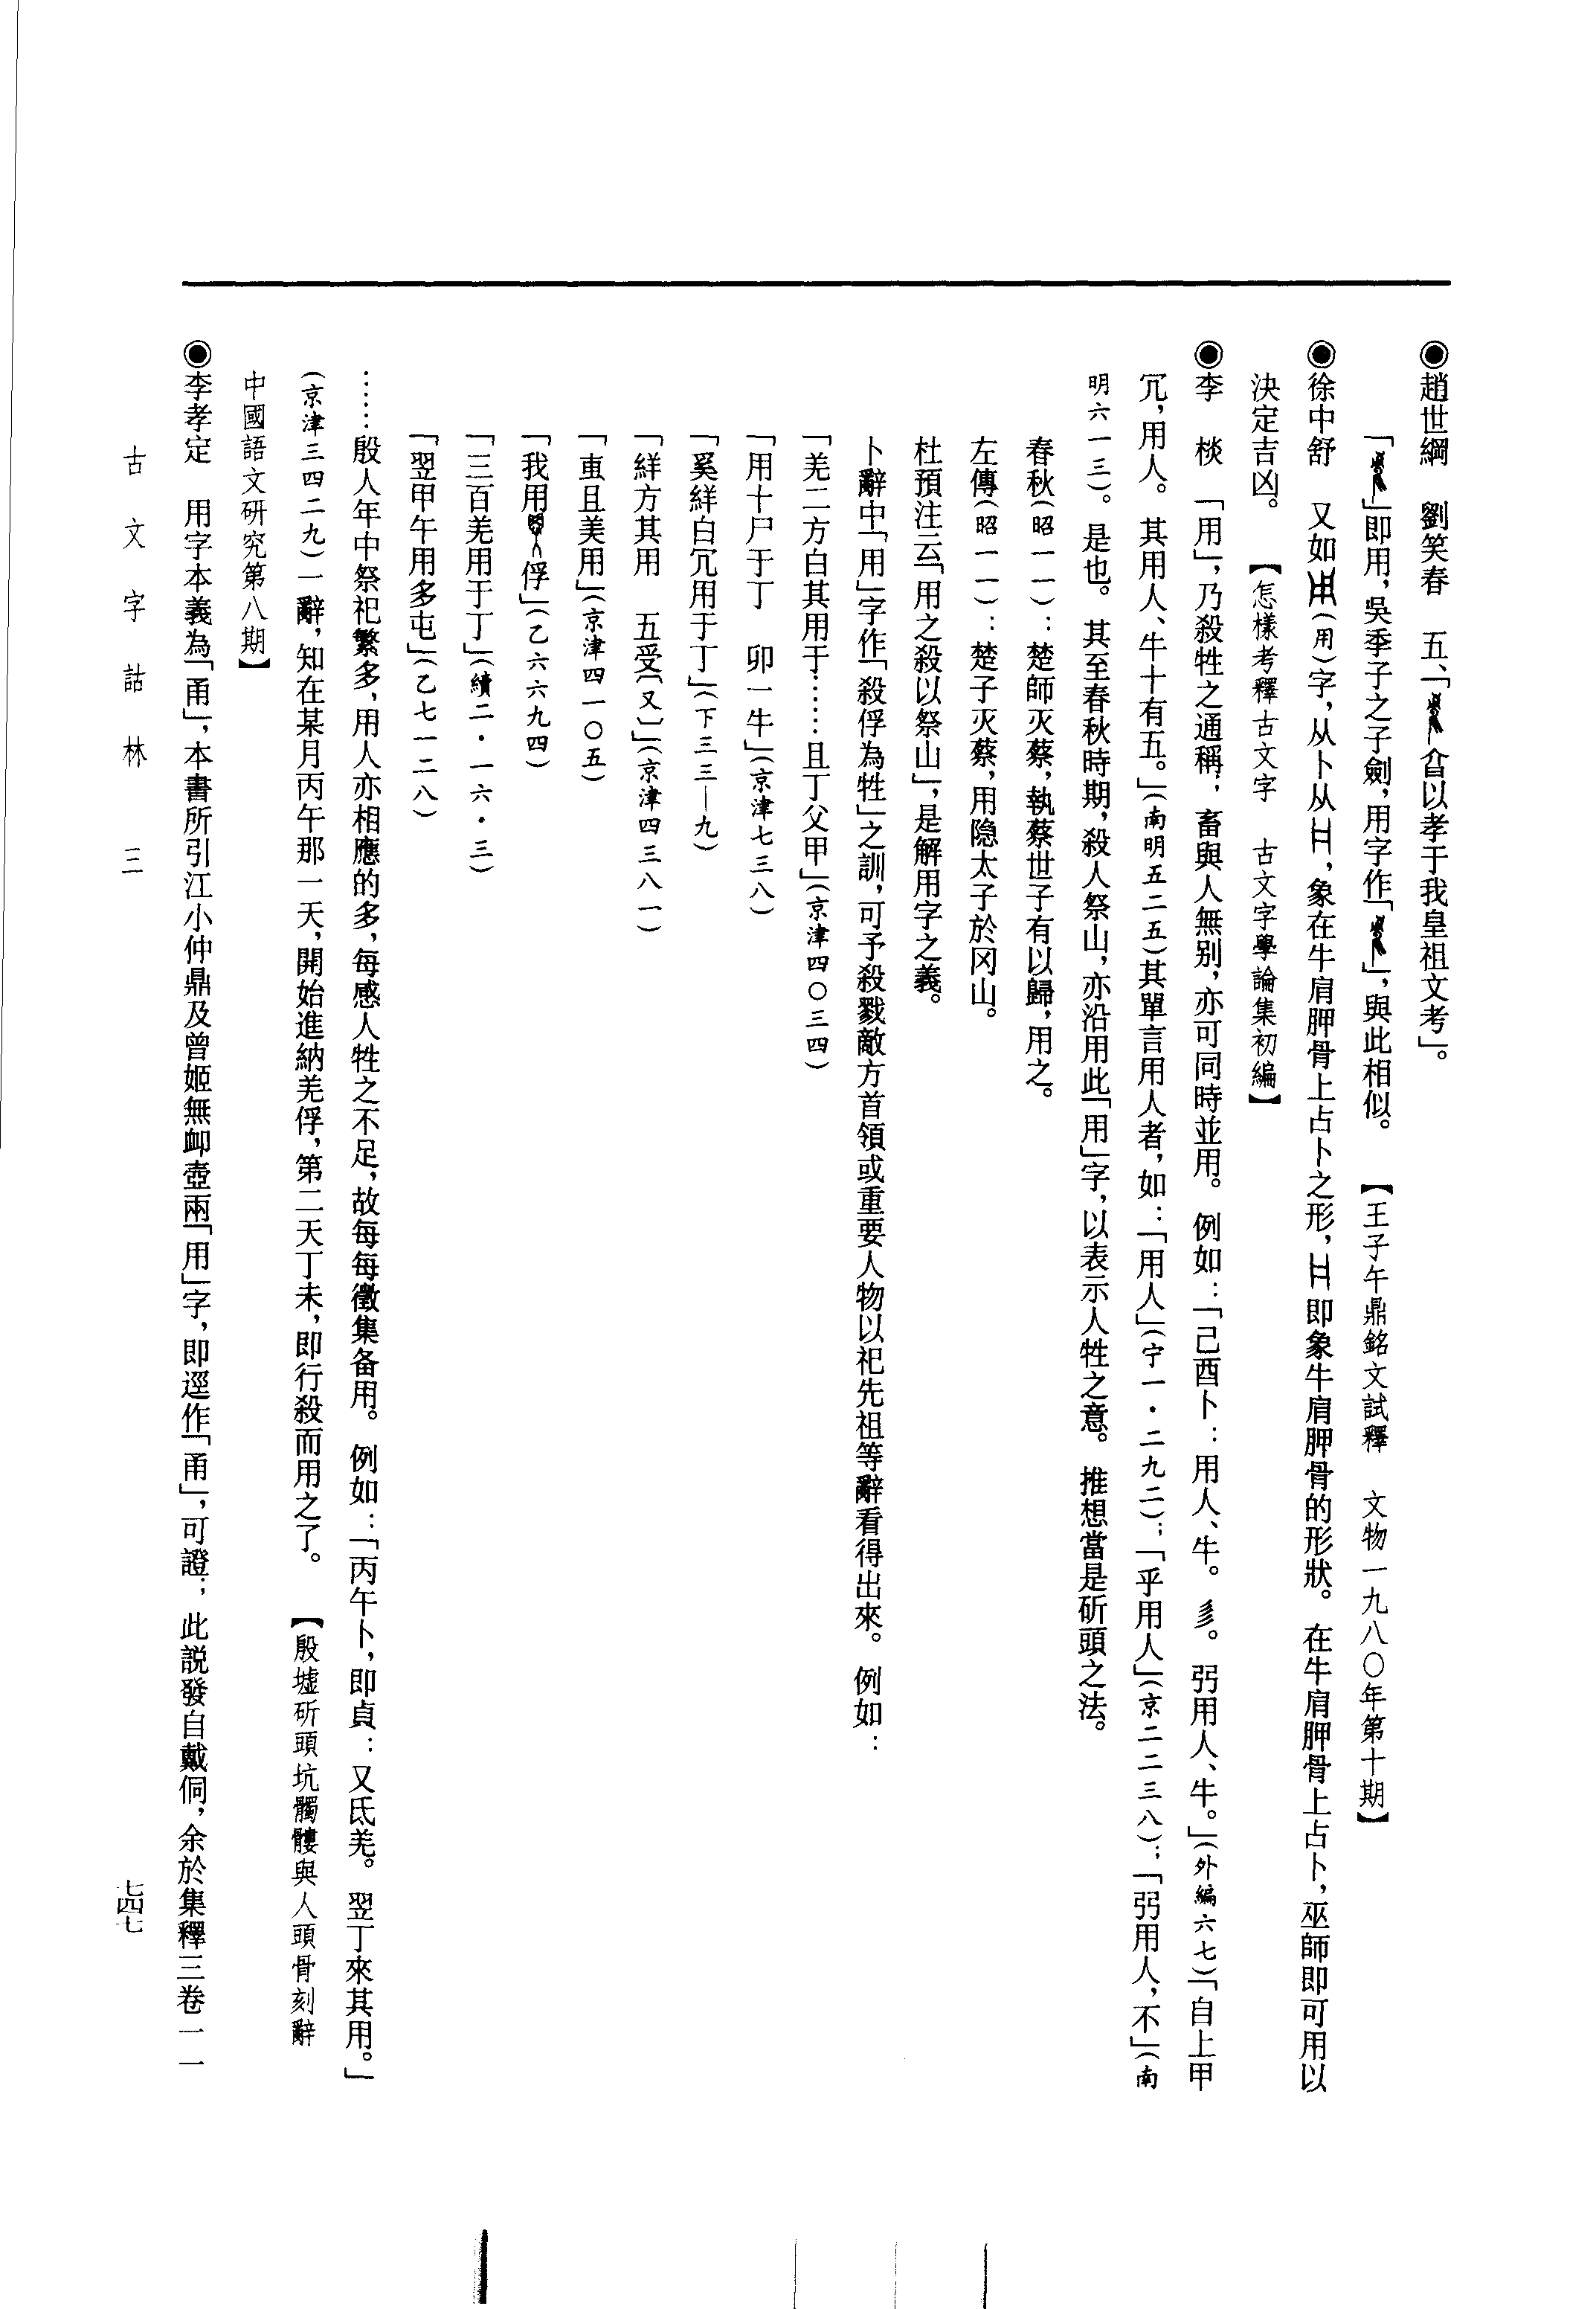 ◉趙世綱　劉笑春　五、「　㫗以孝于我皇祖文考」。
「　」即用，吳季子之子劍，用字作「　」，與此相似。　【王子午鼎銘文試釋　文物一九八〇年第十期】
◉徐中舒　又如　(用)字，从卜从　，象在牛肩胛骨上占卜之形，　即象牛肩胛骨的形狀。在牛肩胛骨上占卜，巫師即可用以
決定吉凶。　【怎樣考釋古文字　古文字學論集初編】
◉李　棪　「用」，乃殺牲之通稱，畜與人無别，亦可同時並用。例如：「己酉卜：用人、牛。彡。弜用人、牛。」(外編六七)「自上甲
冗，用人。其用人、牛十有五。」(南明五二五)其單言用人者，如：「用人」(宁一·二九二)；「乎用人」(京二二三八)；「弜用人，不」(南
明六一三)。是也。其至春秋時期，殺人祭山，亦沿用此「用」字，以表示人牲之意。推想當是斫頭之法。
春秋(昭一一)：楚師灭蔡，執蔡世子有以歸，用之。
左傳(昭一一)：楚子灭蔡，用隐太子於冈山。
杜預注云「用之殺以祭山」，是解用字之義。
卜辭中「用」字作「殺俘為牲」之訓，可予殺戮敵方首領或重要人物以祀先祖等辭看得出來。例如：
「羌二方白其用于……且丁父甲」(京津四〇三四)
「用十尸于丁　卯一牛」(京津七三八)
「奚絴白冗用于丁」(下三三—九)
「絴方其用　五受〔又〕」(京津四三八一)
「叀且美用」(京津四一〇五)
「我用　俘」(乙六六九四)
「三百羌用于丁」(續二·一六·三)
「翌甲午用多屯」(乙七一二八)
……殷人年中祭祀繁多，用人亦相應的多，每感人牲之不足，故每每徵集备用。例如：「丙午卜，即貞：又氐羌。翌丁來其用。」
(京津三四二九)一辭，知在某月丙午那一天，開始進納羌俘，第二天丁未，即行殺而用之了。　【殷墟斫頭坑髑髏與人頭骨刻辭
中國語文研究第八期】
◉李孝定　用字本義為「甬」，本書所引江小仲鼎及曾姬無卹壺兩「用」字，即逕作「甬」，可證；此説發自戴侗，余於集釋三卷一一
古文字詁林　三
七四七